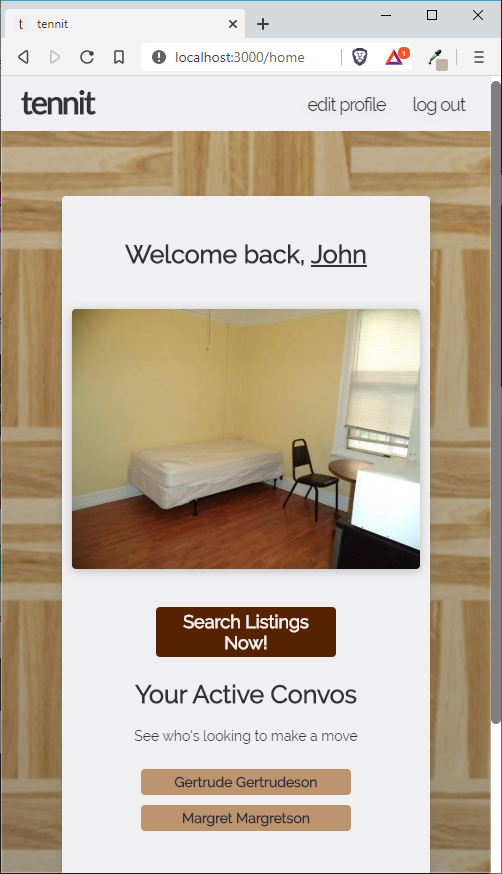 t tennit
localhost:3000/home
1
tennit
edit profile log out
Welcome back, John
Search Listings
Now!
Your Active Convos
See who's looking to make a move
Gertrude Gertrudeson
Margret Margretson